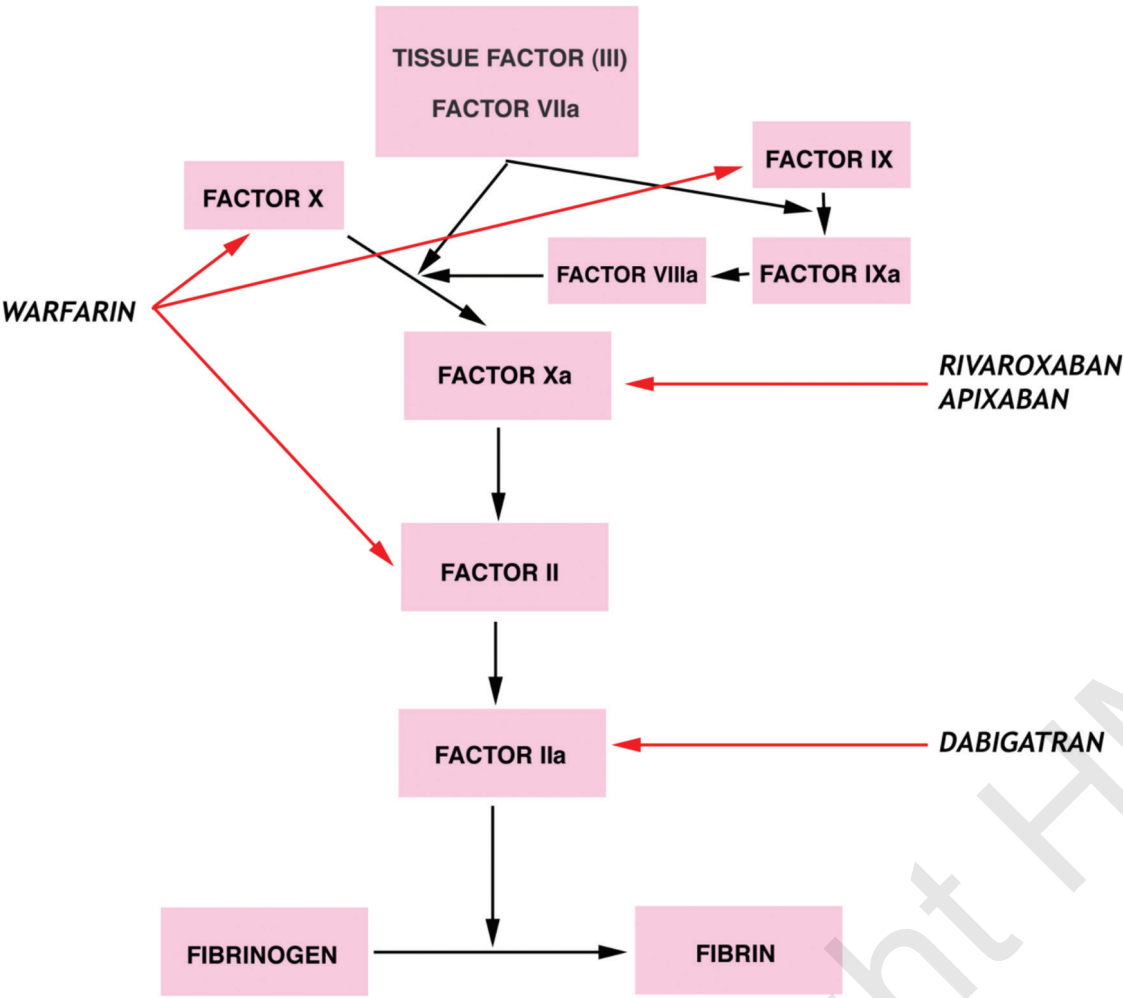 TISSUE FACTOR (III)
FACTOR VIIa
FACTOR IX
FACTOR X
FACTOR VIIIa
FACTOR IXa
WARFARIN
FACTOR Xa
RIVAROXABAN
APIXABAN
FACTOR II
FACTOR IIa
DABIGATRAN
FIBRINOGEN
FIBRIN